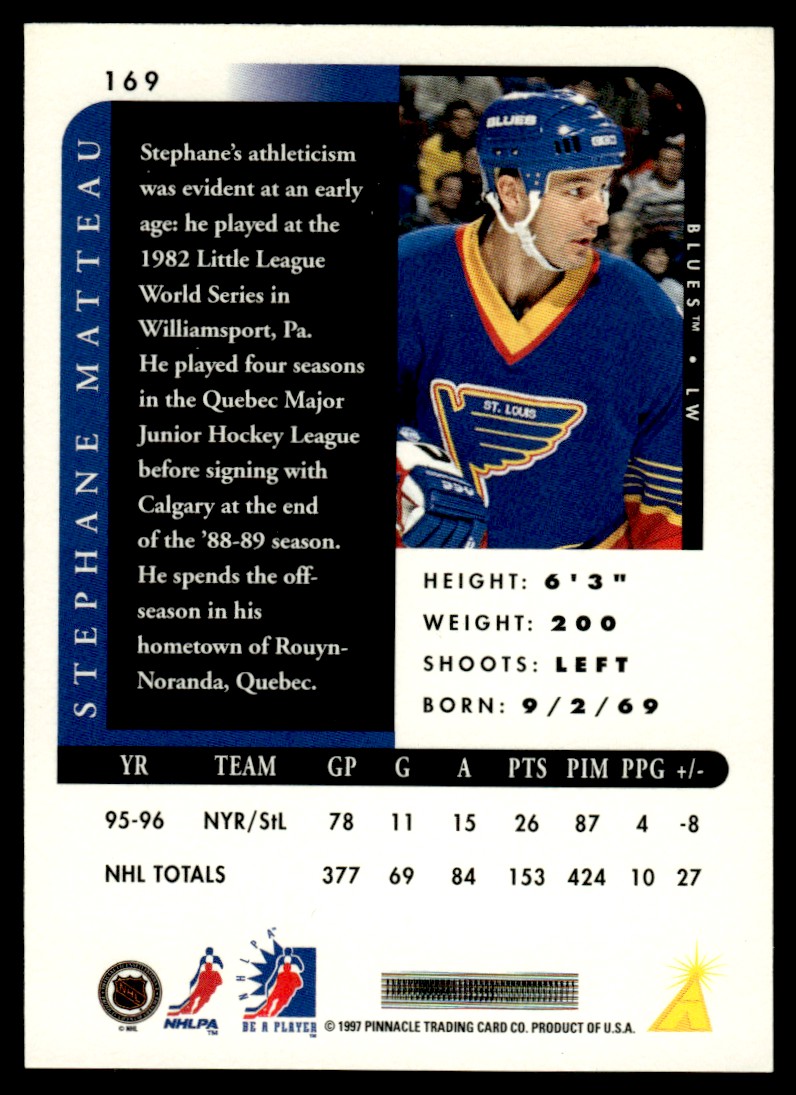 169
STEPHANE MATTEAU
Stephane's athleticism
was evident at an early
age: he played at the
1982 Little League
World Series in
Williamsport, Pa.
He played four seasons
in the Quebec Major
Junior Hockey League
before signing with
Calgary at the end
of the '88-89 season.
He spends the off-
season in his
hometown of Rouyn-
Noranda, Quebec.
BLUES
CCM
ST. LOUIS
BLUES™ • LW
HEIGHT: 6'3"
WEIGHT: 200
SHOOTS: LEFT
BORN: 9/2/69
YR TEAM GP G A PTS PIM PPG +/-
95-96 NYR/StL 78 11 15 26 87 4 -8
NHL TOTALS 377 69 84 153 424 10 27
NHL
© NHL
NHLPA™
NHLPA
BE A PLAYER™
© 1997 PINNACLE TRADING CARD CO. PRODUCT OF U.S.A.